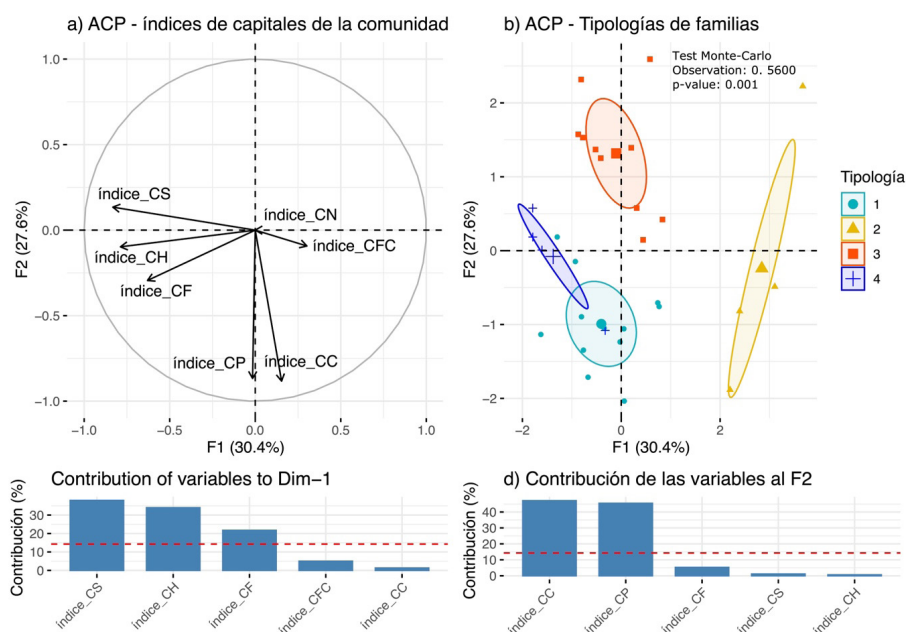 a) ACP - índices de capitales de la comunidad
1.0
0.5
0.0
−0.5
−1.0
F2 (27.6%)
índice_CS
índice_CN
índice_CFC
índice_CH
índice_CF
índice_CP
índice_CC
−1.0
−0.5
0.0
0.5
1.0
F1 (30.4%)
b) ACP - Tipologías de familias
Test Monte-Carlo
Observation: 0. 5600
p-value: 0.001
2
1
0
−1
−2
F2 (27.6%)
−2
0
2
F1 (30.4%)
Tipología
1
2
3
4
Contribution of variables to Dim−1
Contribución (%)
30
20
10
0
índice_CS
índice_CH
índice_CF
índice_CFC
índice_CC
d) Contribución de las variables al F2
Contribución (%)
40
30
20
10
0
índice_CC
índice_CP
índice_CF
índice_CS
índice_CH